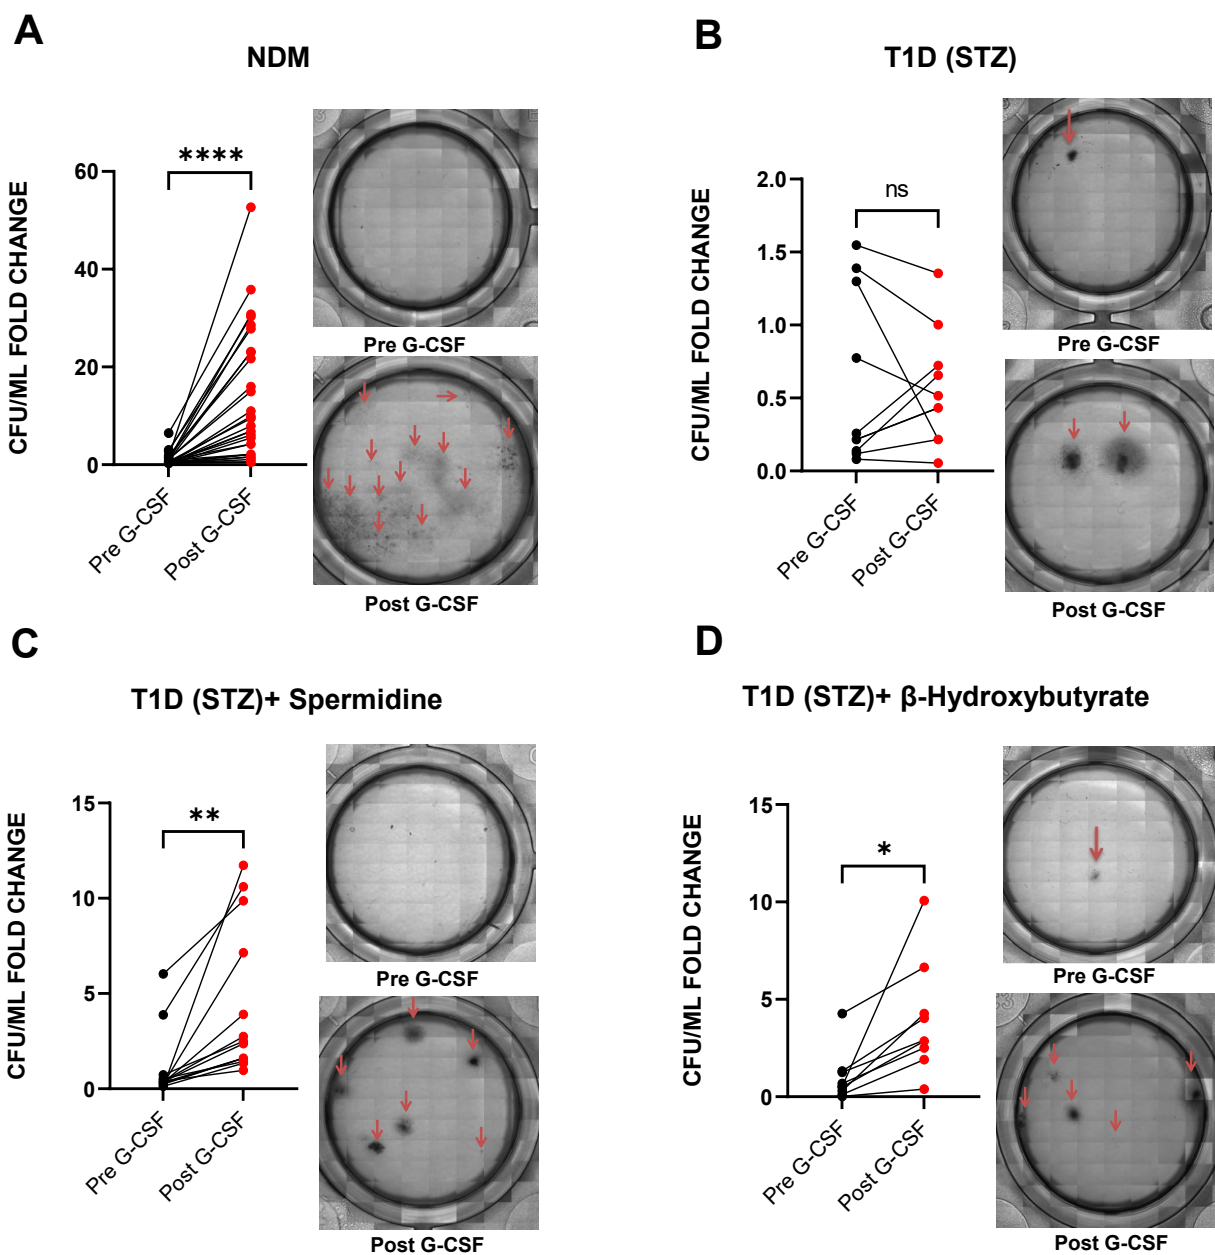 A
NDM
CFU/ML FOLD CHANGE
60
40
20
0
****
Pre G-CSF
Post G-CSF
Pre G-CSF
Post G-CSF
B
T1D (STZ)
CFU/ML FOLD CHANGE
2.0
1.5
1.0
0.5
0.0
ns
Pre G-CSF
Post G-CSF
Pre G-CSF
Post G-CSF
C
T1D (STZ)+ Spermidine
CFU/ML FOLD CHANGE
15
10
5
0
**
Pre G-CSF
Post G-CSF
Pre G-CSF
Post G-CSF
D
T1D (STZ)+ β-Hydroxybutyrate
CFU/ML FOLD CHANGE
15
10
5
0
*
Pre G-CSF
Post G-CSF
Pre G-CSF
Post G-CSF